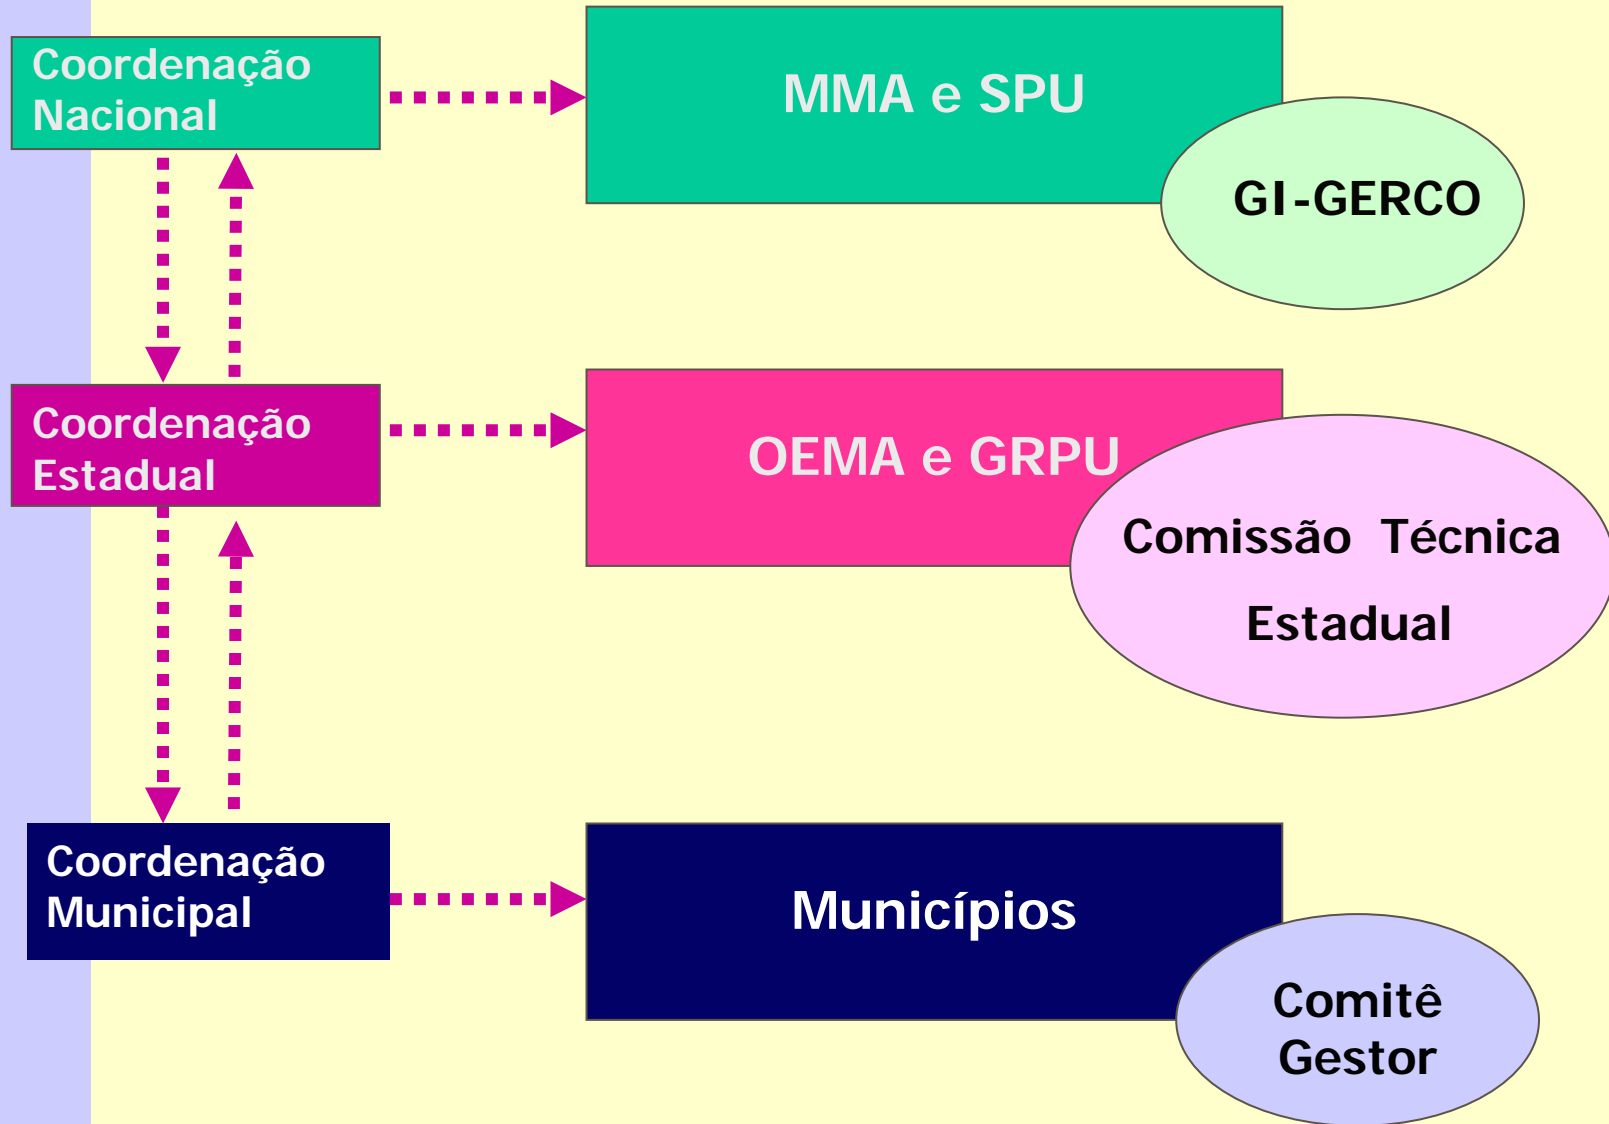 Coordenação
Nacional
MMA e SPU
GI-GERCO
Coordenação
Estadual
OEMA e GRPU
Comissão Técnica
Estadual
Coordenação
Municipal
Municípios
Comitê
Gestor